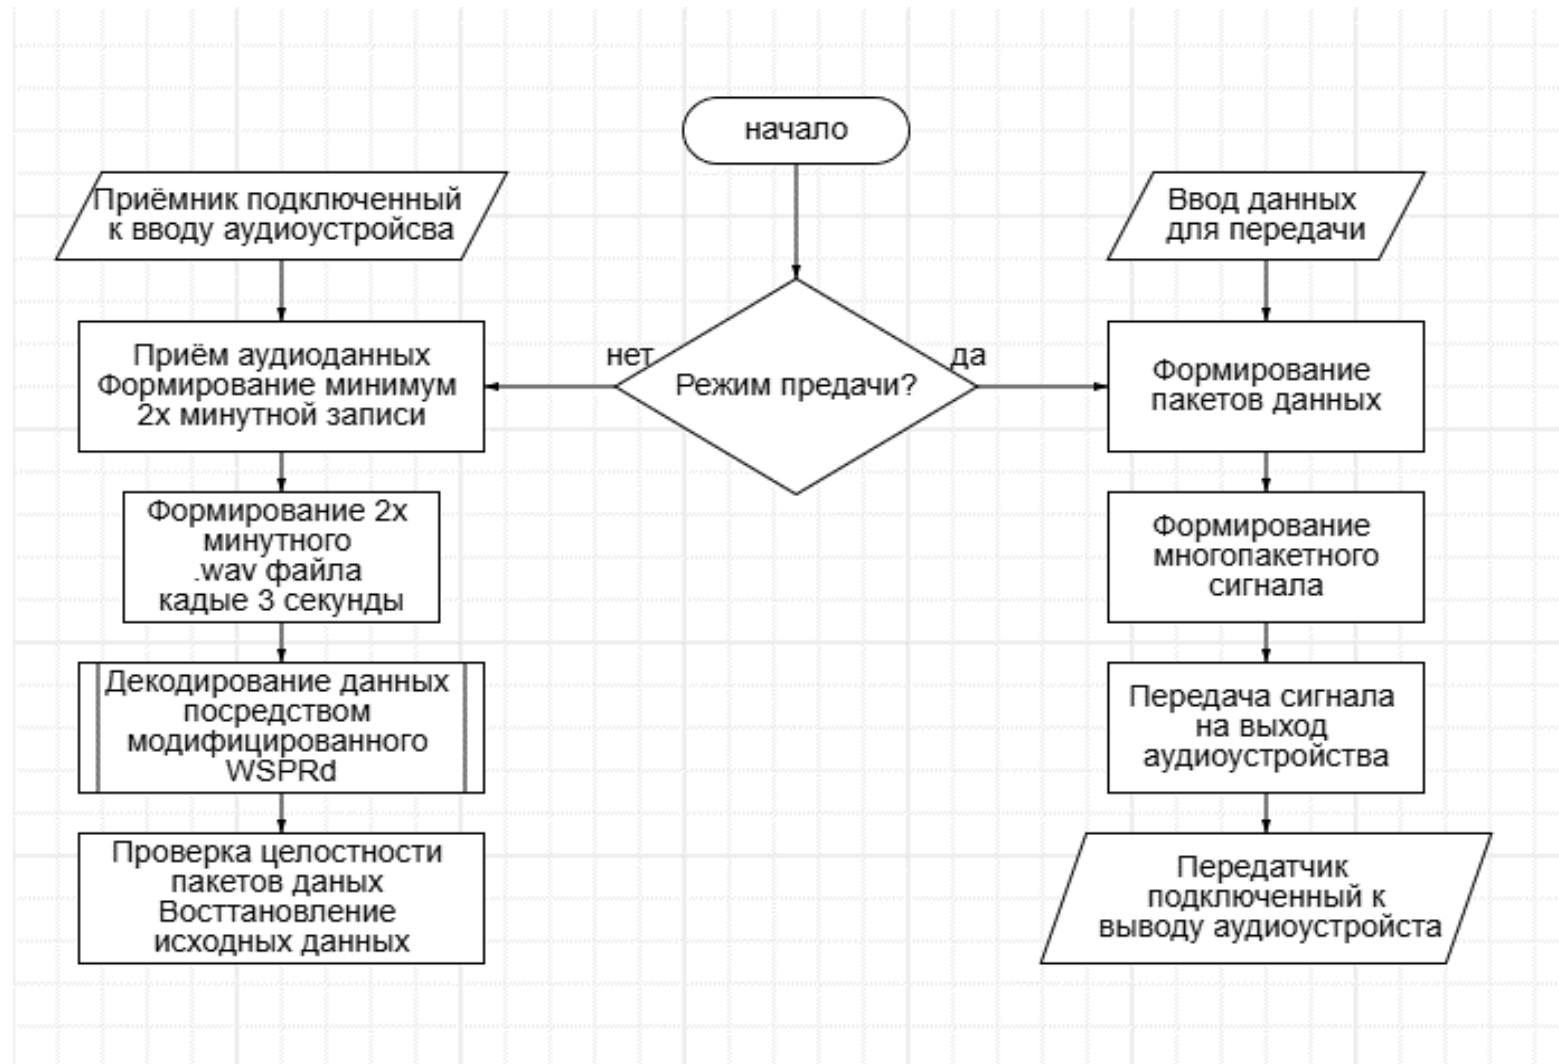 начало
Приёмник подключенный
к вводу аудиоустройсва
Ввод данных
для передачи
нет
Режим предачи?
да
Приём аудиоданных
Формирование минимум
2х минутной записи
Формирование
пакетов данных
Формирование 2х
минутного
.wav файла
кадые 3 секунды
Формирование
многопакетного
сигнала
Декодирование данных
посредством
модифицированного
WSPRd
Передача сигнала
на выход
аудиоустройства
Проверка целостности
пакетов даных
Восттановление
исходных данных
Передатчик
подключенный к
выводу аудиоустройста